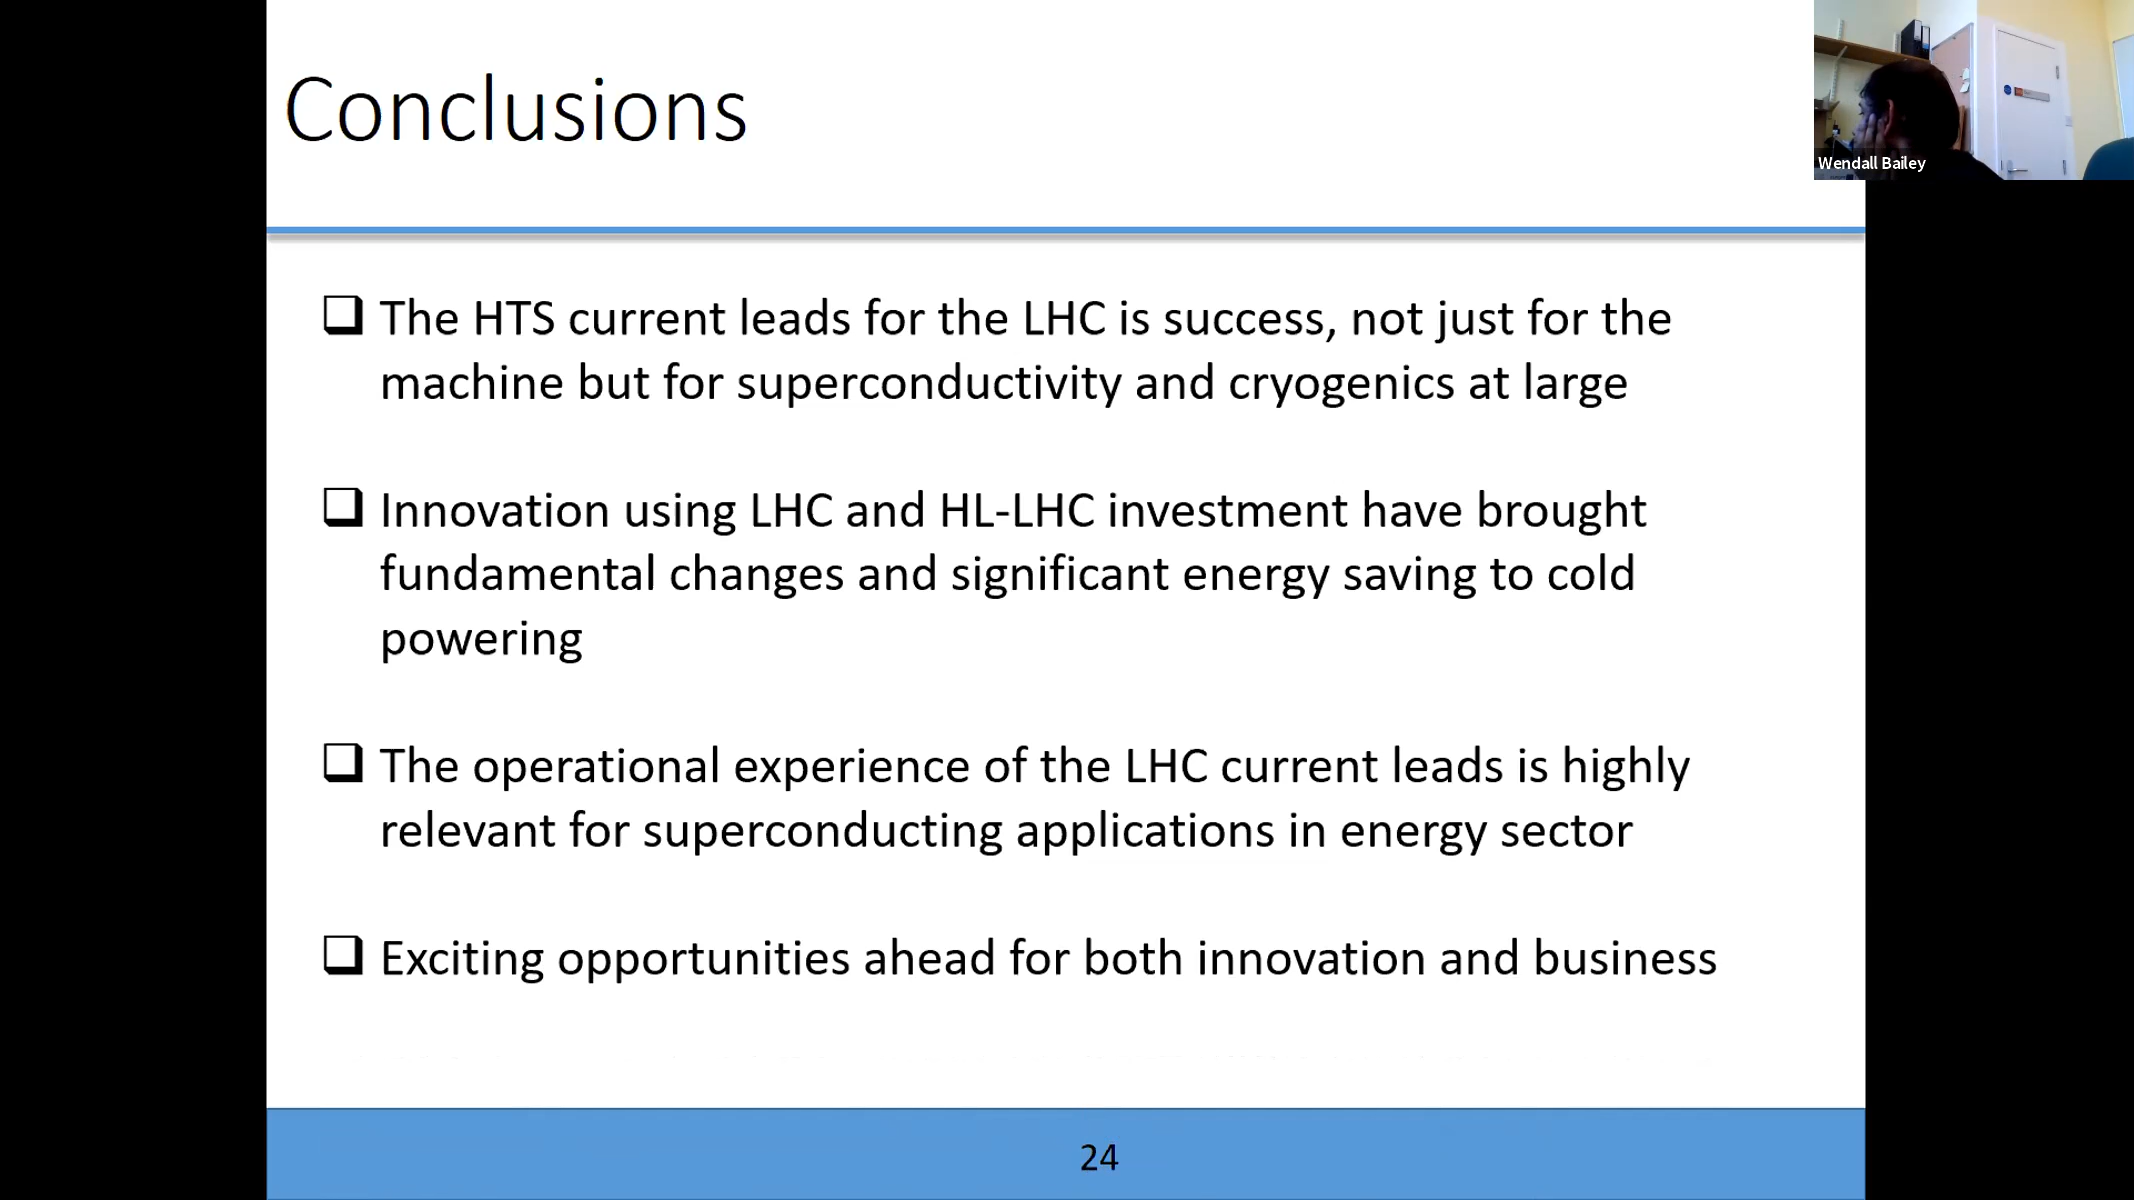 Conclusions
Wendall Bailey
The HTS current leads for the LHC is success, not just for the
machine but for superconductivity and cryogenics at large
Innovation using LHC and HL-LHC investment have brought
fundamental changes and significant energy saving to cold
powering
The operational experience of the LHC current leads is highly
relevant for superconducting applications in energy sector
Exciting opportunities ahead for both innovation and business
24